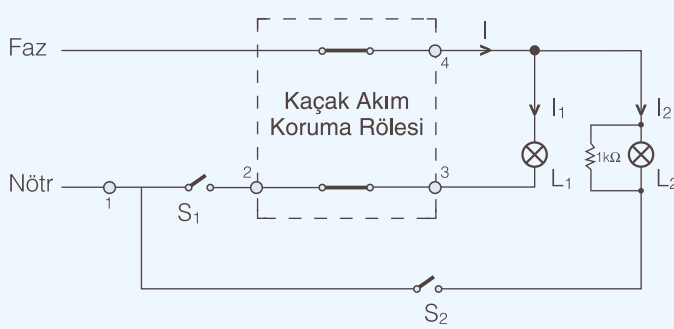 Faz
4
I
Kaçak Akım
Koruma Rölesi
I₁
I₂
1kΩ
L₁
L₂
Nötr
1
S₁
2
3
S₂